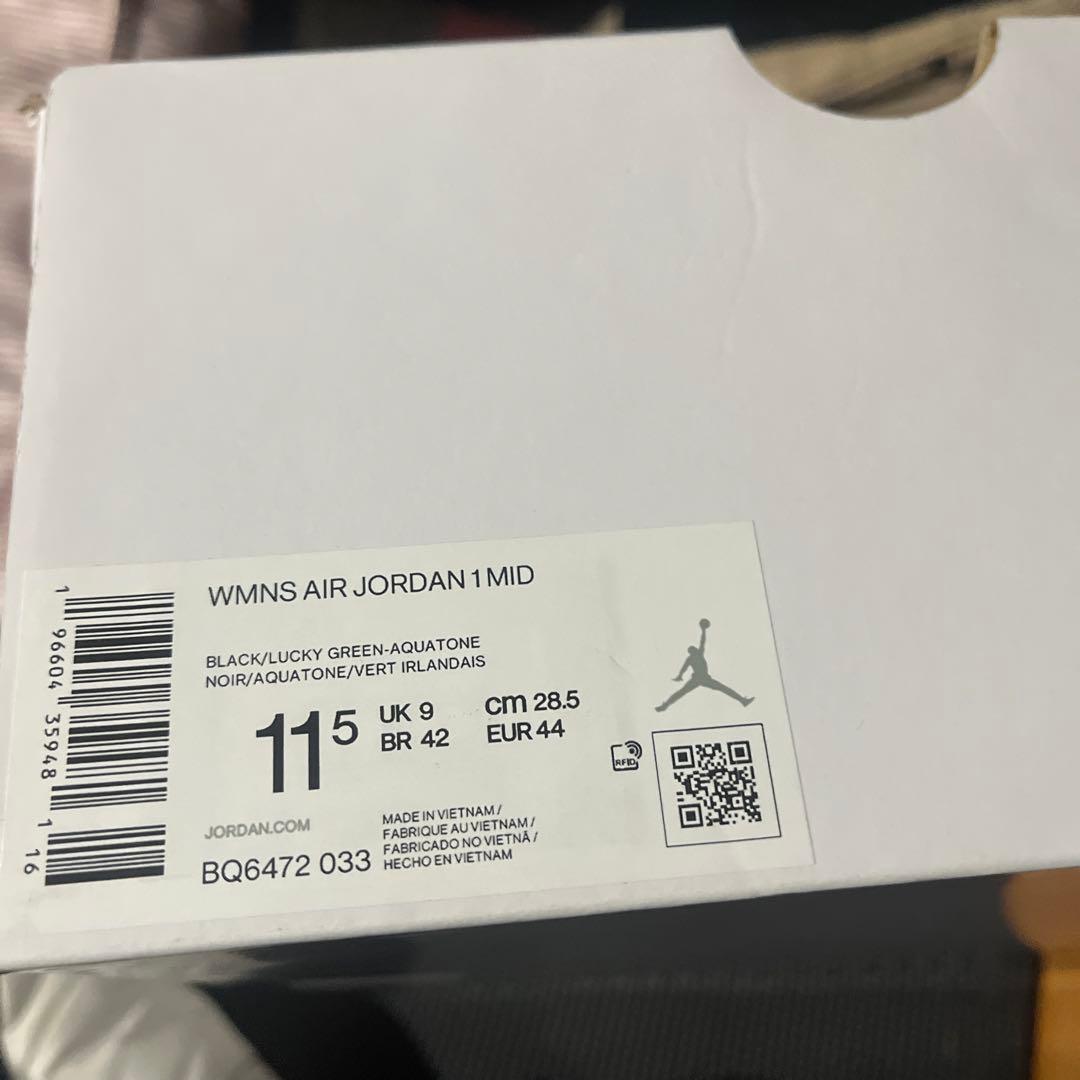 WMNS AIR JORDAN 1 MID
BLACK/LUCKY GREEN-AQUATONE
NOIR/AQUATONE/VERT IRLANDAIS
11 5
UK 9 cm 28.5
BR 42 EUR 44
RFID
JORDAN.COM
BQ6472 033
MADE IN VIETNAM /
FABRIQUE AU VIETNAM /
FABRICADO NO VIETNÃ /
HECHO EN VIETNAM
1 96604 35948 1 16